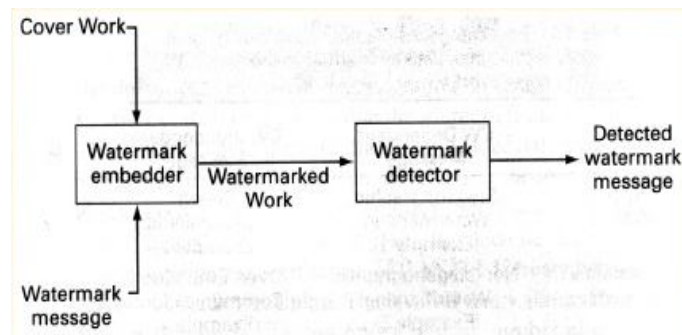 Cover Work
Watermark
embedder
Watermarked
Work
Watermark
detector
Detected
watermark
message
Watermark
message